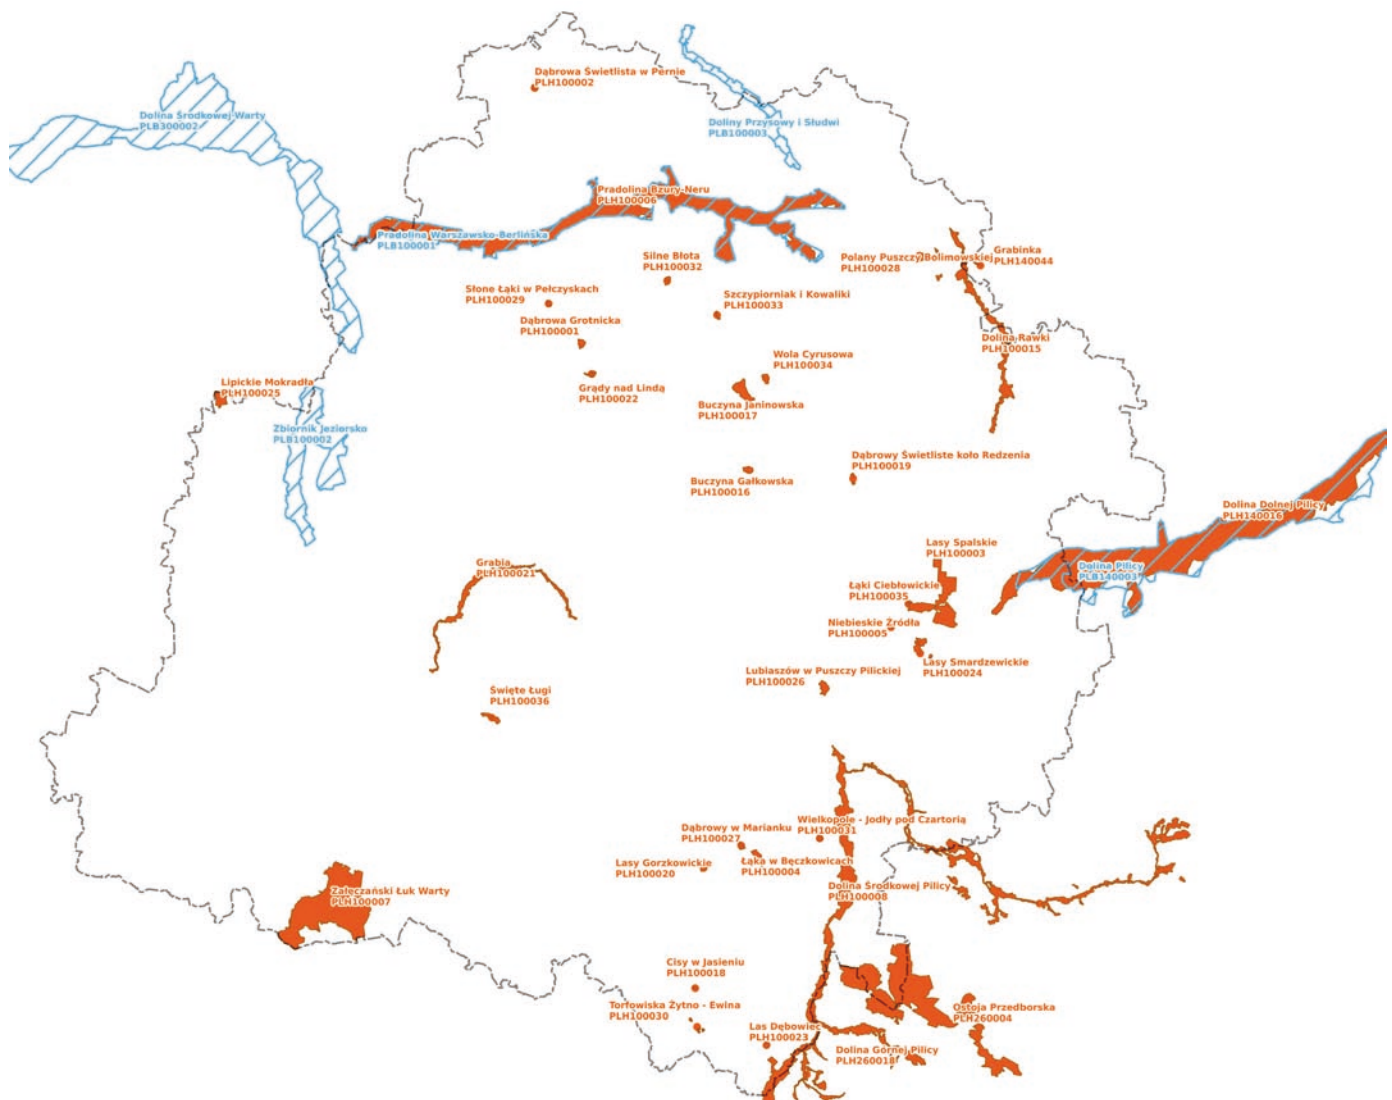 Dąbrowa Świetlista w Pernie
PLH100002
Dolina Środkowej Warty
PLB300002
Doliny Przysowy i Słudwi
PLB100003
Pradolina Bzury-Neru
PLH100006
Pradolina Warszawsko-Berlińska
PLB100001
Silne Błota
PLH100032
Polany Puszczy Bolimowskiej
PLH100028
Grabinka
PLH140044
Słone Łąki w Pełczyskach
PLH100029
Szczypiorniak i Kowaliki
PLH100033
Dąbrowa Grotnicka
PLH100001
Dolina Rawki
PLH100015
Wola Cyrusowa
PLH100034
Lipickie Mokradła
PLH100025
Grądy nad Lindą
PLH100022
Buczyna Janinowska
PLH100017
Zbiornik Jeziorsko
PLB100002
Dąbrowy Świetliste koło Redzenia
PLH100019
Buczyna Gałkowska
PLH100016
Dolina Dolnej Pilicy
PLH140016
Lasy Spalskie
PLH100003
Grabia
PLH100021
Dolina Pilicy
PLB140003
Łąki Ciebłowickie
PLH100035
Niebieskie Źródła
PLH100005
Lasy Smardzewickie
PLH100024
Lubiaszów w Puszczy Pilickiej
PLH100026
Święte Ługi
PLH100036
Wielkopole - Jodły pod Czartorią
PLH100031
Dąbrowy w Marianku
PLH100027
Lasy Gorzkowickie
PLH100020
Łąka w Bęczkowicach
PLH100004
Dolina Środkowej Pilicy
PLH100008
Załęczański Łuk Warty
PLH100007
Cisy w Jasieniu
PLH100018
Torfowiska Żytno - Ewina
PLH100030
Ostoja Przedborska
PLH260004
Las Dębowiec
PLH100023
Dolina Górnej Pilicy
PLH260018